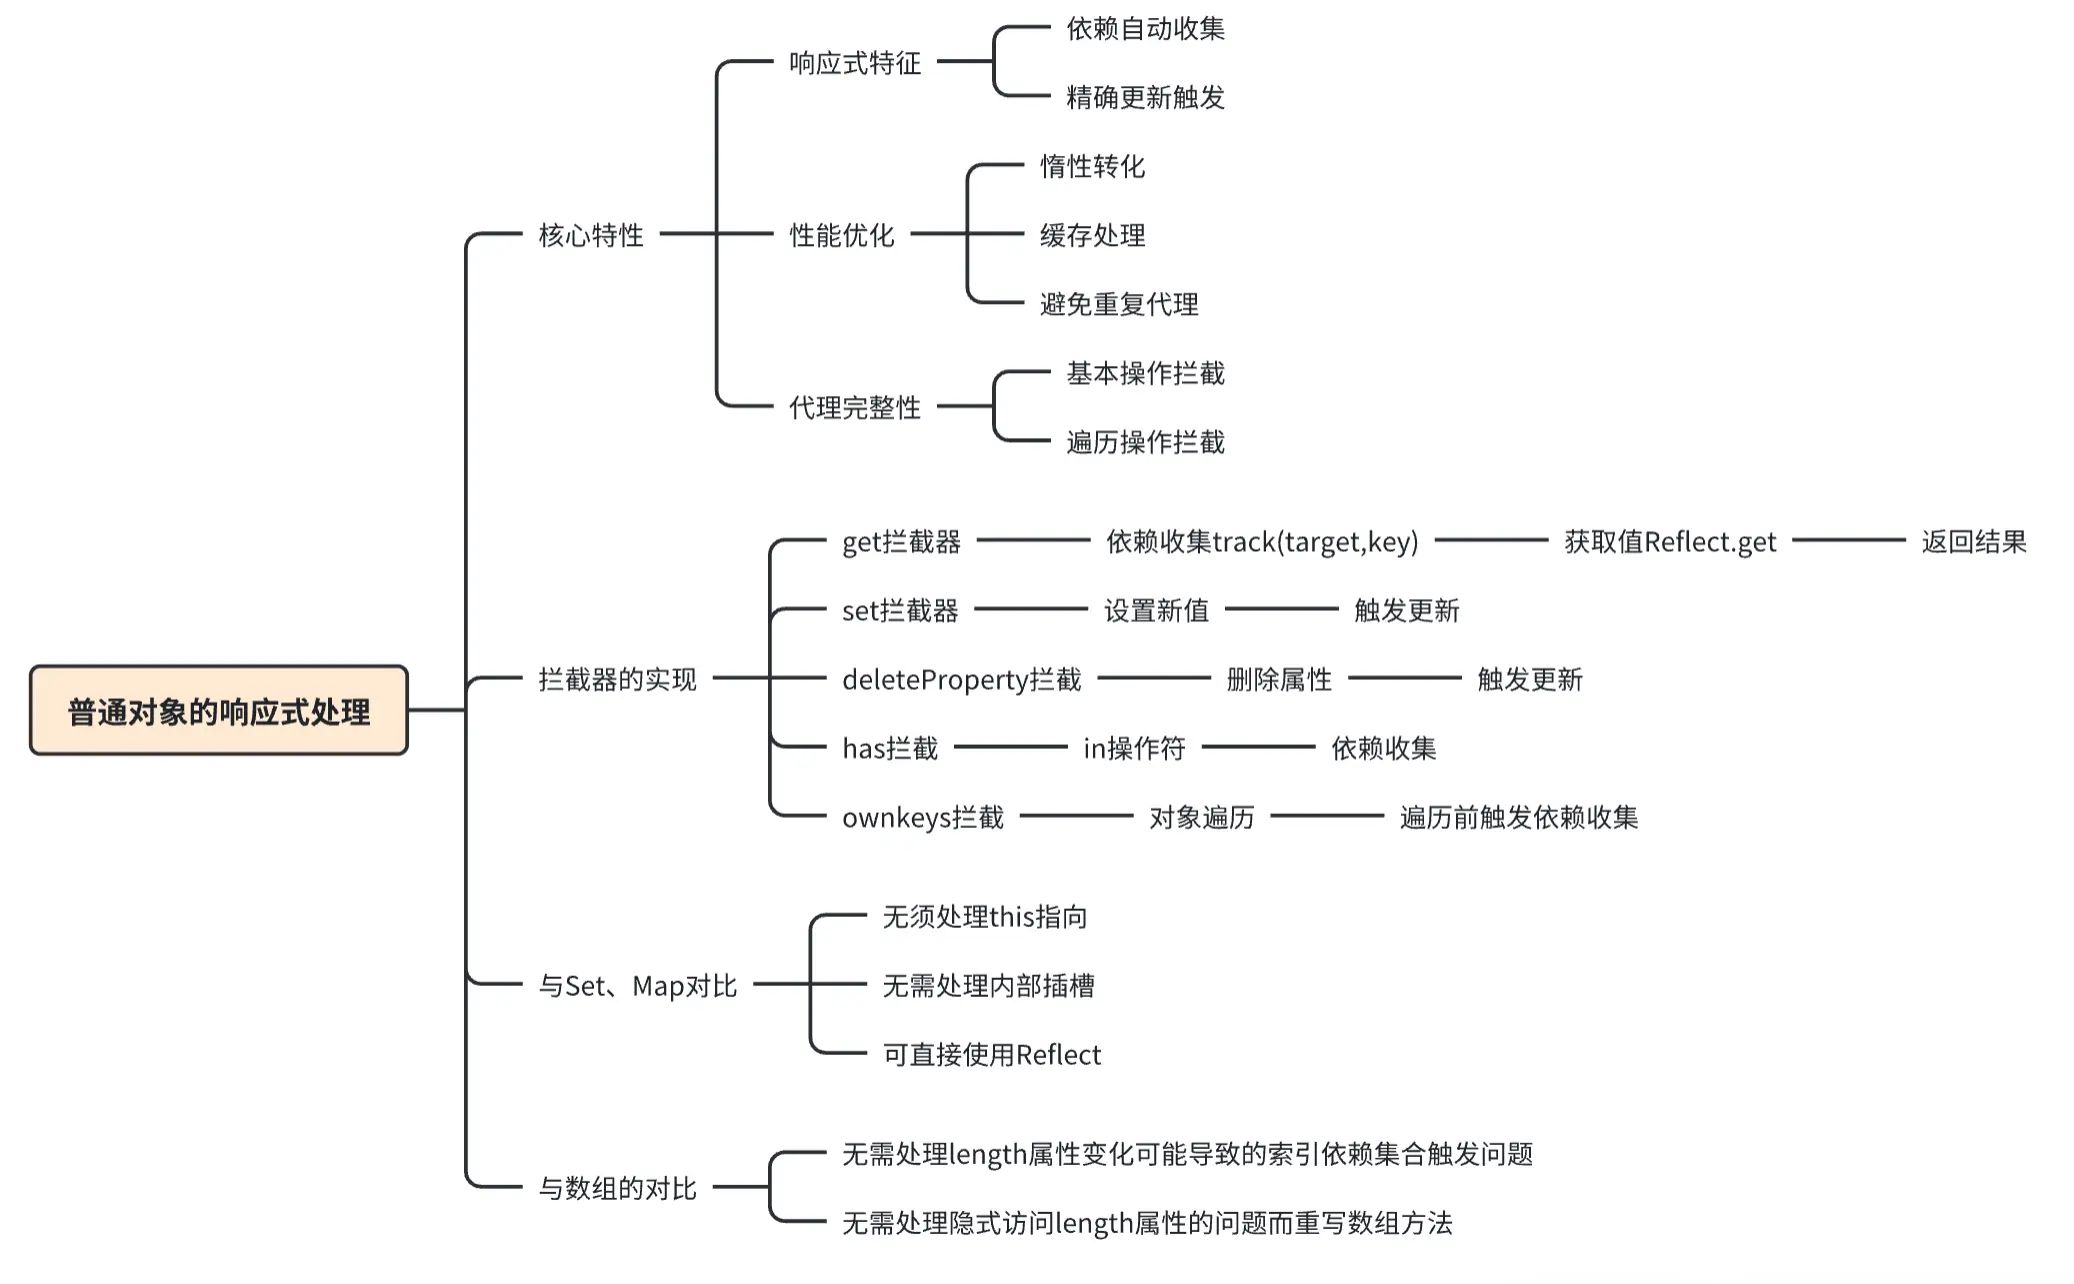 普通对象的响应式处理
核心特性
响应式特征
依赖自动收集
精确更新触发
性能优化
惰性转化
缓存处理
避免重复代理
代理完整性
基本操作拦截
遍历操作拦截
拦截器的实现
get拦截器 依赖收集track(target,key) 获取值Reflect.get 返回结果
set拦截器 设置新值 触发更新
deleteProperty拦截 删除属性 触发更新
has拦截 in操作符 依赖收集
ownkeys拦截 对象遍历 遍历前触发依赖收集
与Set、Map对比
无须处理this指向
无需处理内部插槽
可直接使用Reflect
与数组的对比
无需处理length属性变化可能导致的索引依赖集合触发问题
无需处理隐式访问length属性的问题而重写数组方法